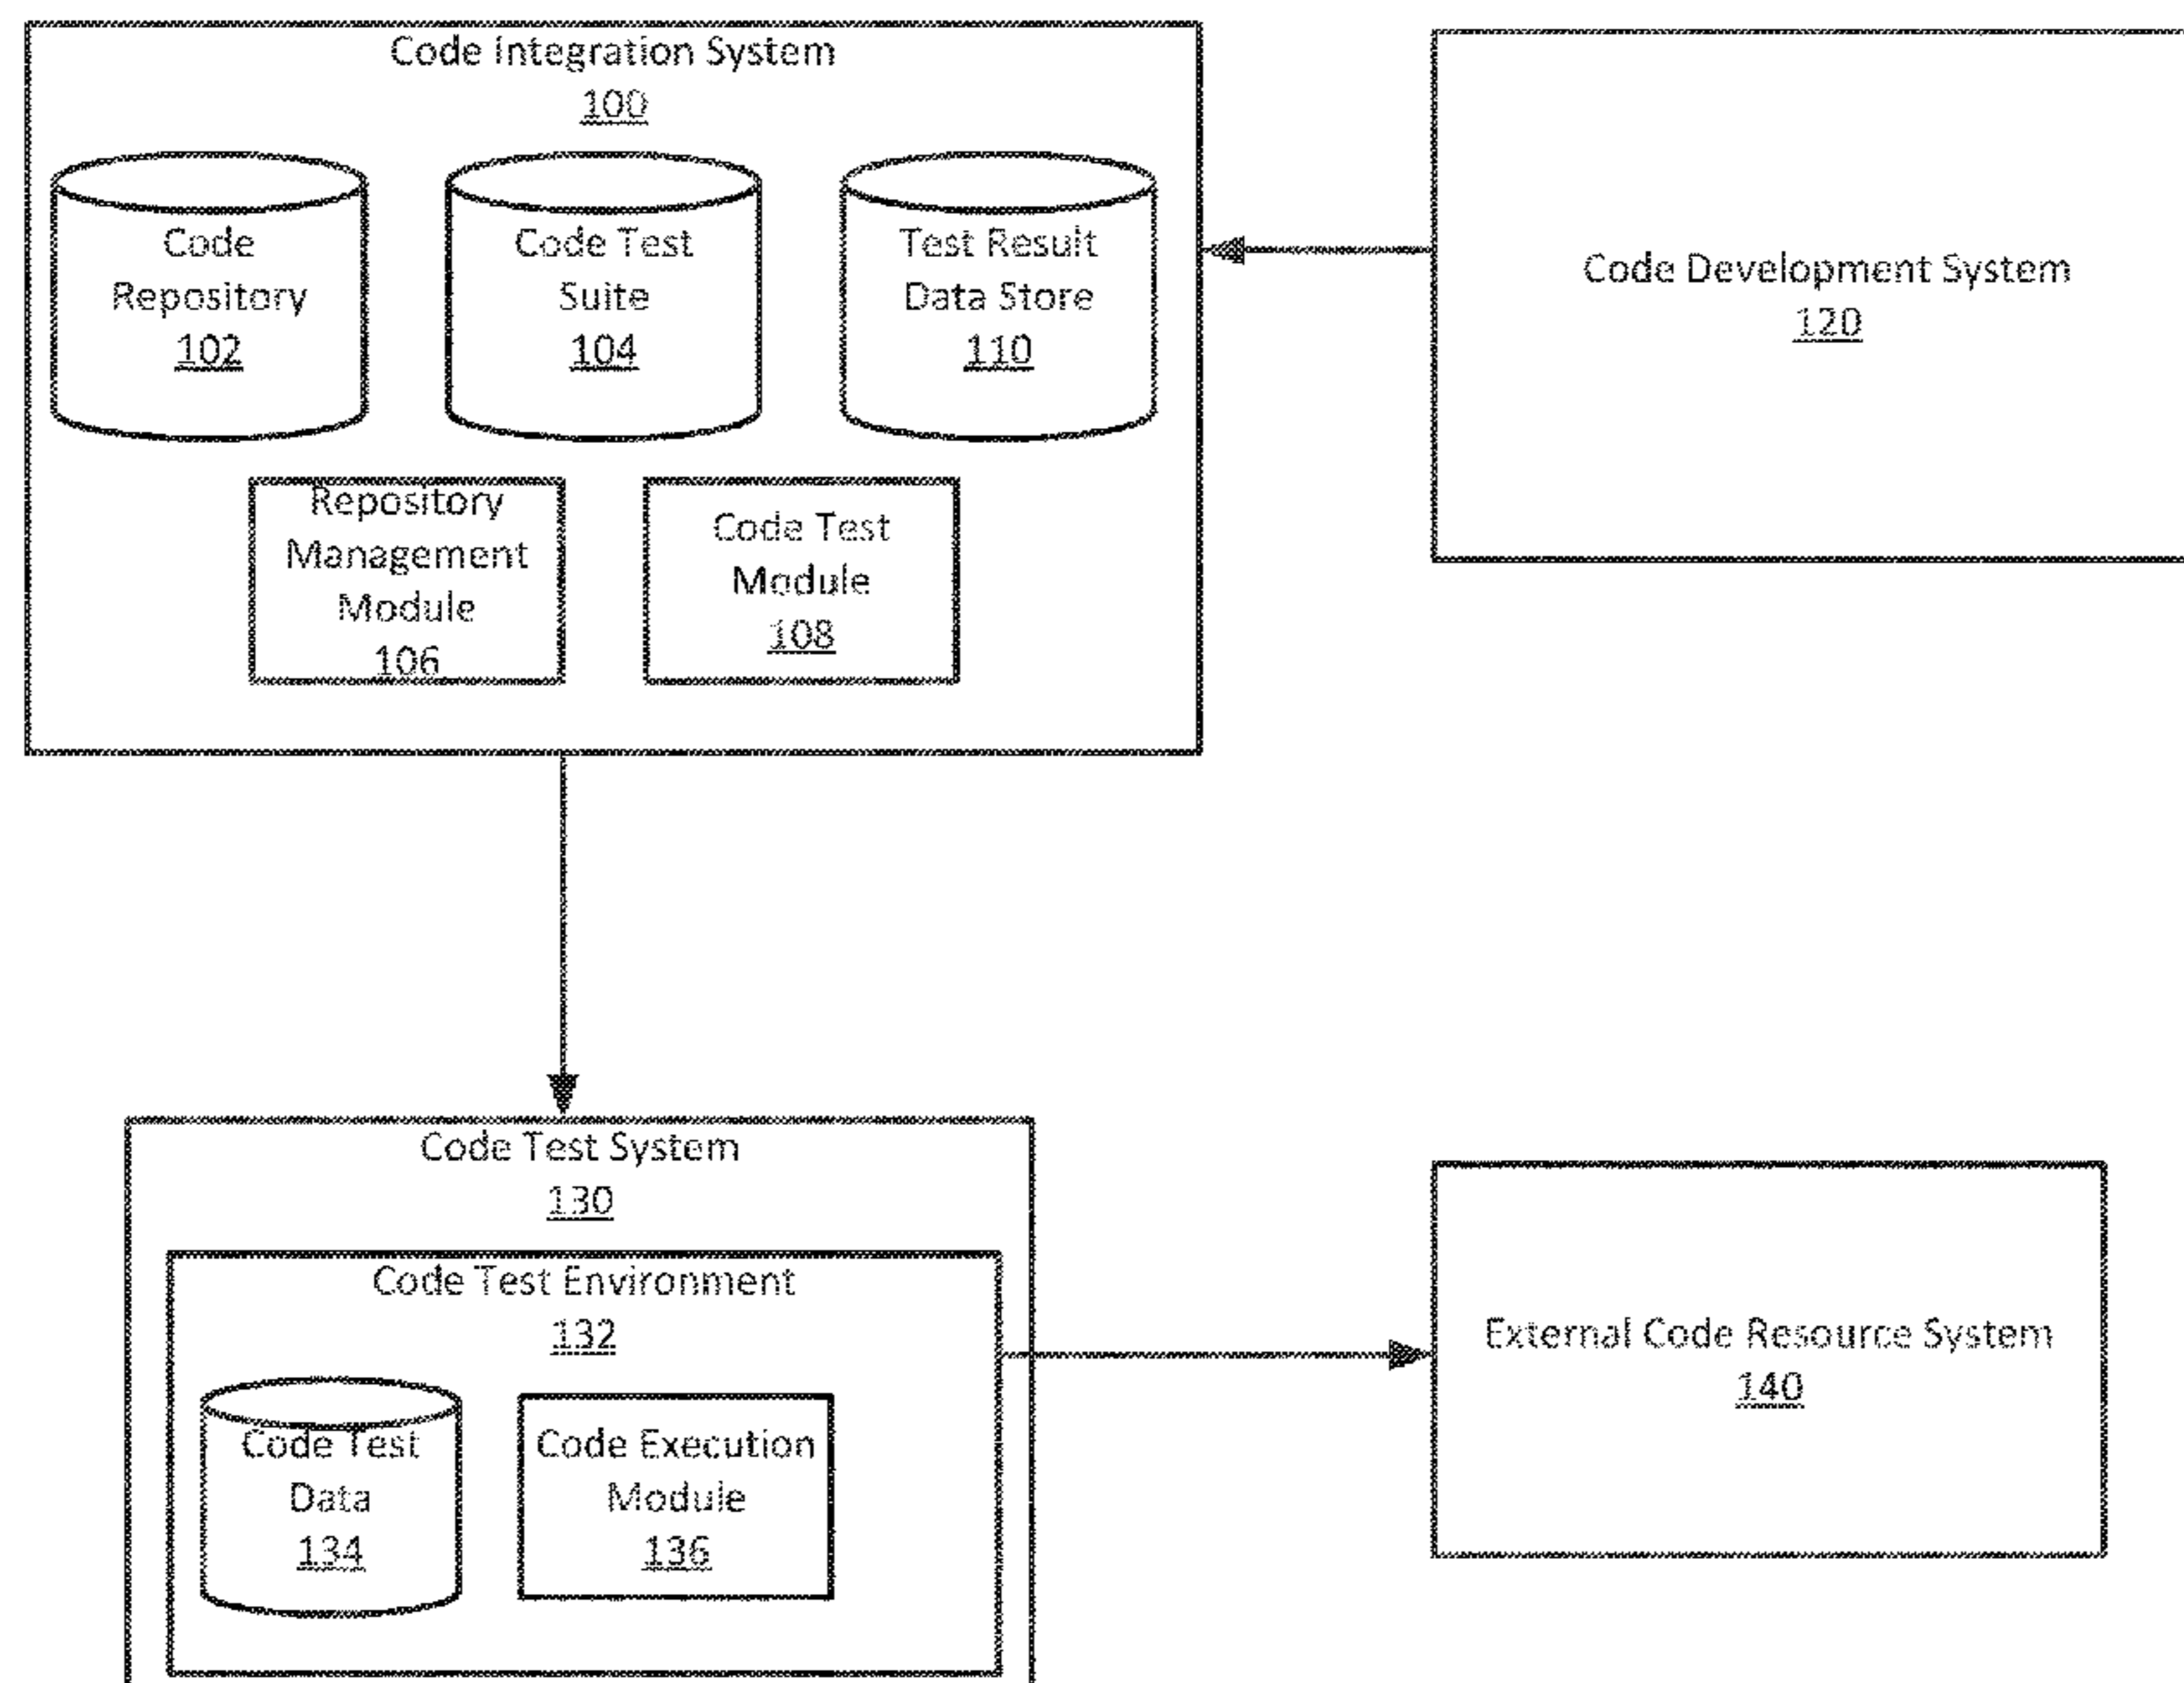 Code Integration System
100
Code
Repository
102
Code Test
Suite
104
Test Result
Data Store
110
Repository
Management
Module
106
Code Test
Module
108
Code Development System
120
Code Test System
130
Code Test Environment
132
Code Test
Data
134
Code Execution
Module
136
External Code Resource System
140